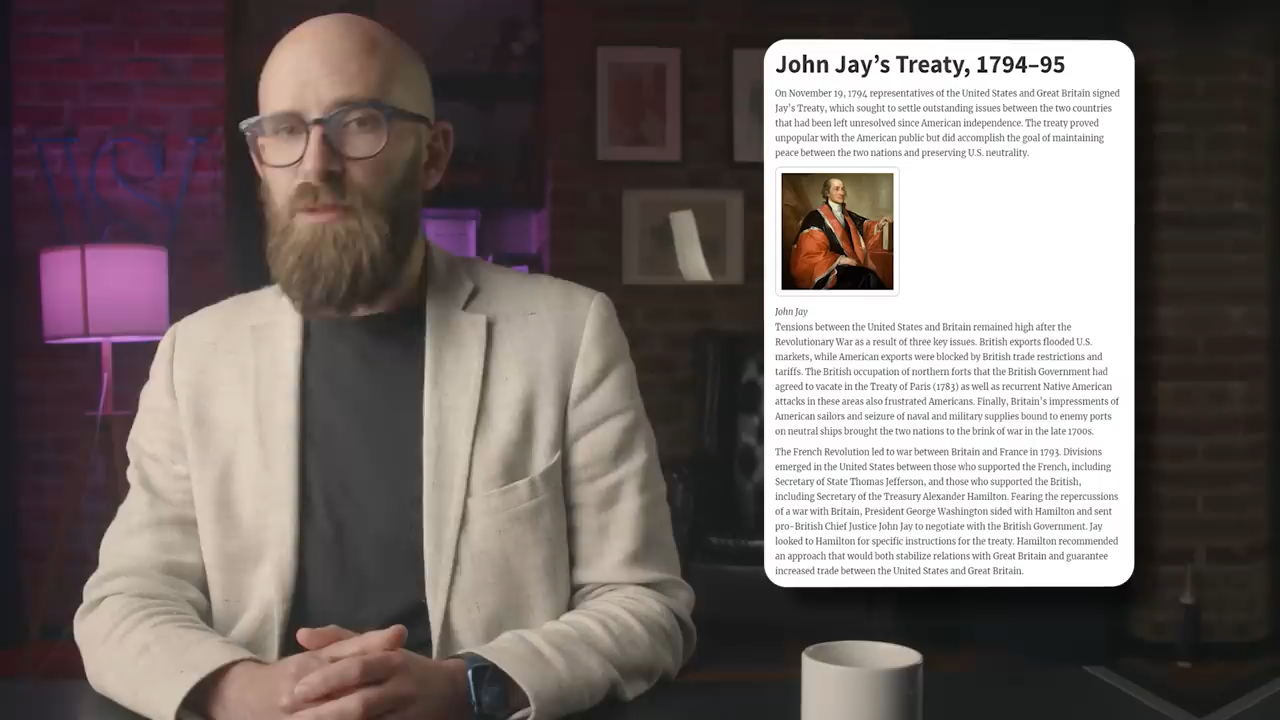 John Jay’s Treaty, 1794–95
On November 19, 1794 representatives of the United States and Great Britain signed
Jay’s Treaty, which sought to settle outstanding issues between the two countries
that had been left unresolved since American independence. The treaty proved
unpopular with the American public but did accomplish the goal of maintaining
peace between the two nations and preserving U.S. neutrality.
John Jay
Tensions between the United States and Britain remained high after the
Revolutionary War as a result of three key issues. British exports flooded U.S.
markets, while American exports were blocked by British trade restrictions and
tariffs. The British occupation of northern forts that the British Government had
agreed to vacate in the Treaty of Paris (1783) as well as recurrent Native American
attacks in these areas also frustrated Americans. Finally, Britain’s impressments of
American sailors and seizure of naval and military supplies bound to enemy ports
on neutral ships brought the two nations to the brink of war in the late 1700s.
The French Revolution led to war between Britain and France in 1793. Divisions
emerged in the United States between those who supported the French, including
Secretary of State Thomas Jefferson, and those who supported the British,
including Secretary of the Treasury Alexander Hamilton. Fearing the repercussions
of a war with Britain, President George Washington sided with Hamilton and sent
pro-British Chief Justice John Jay to negotiate with the British Government. Jay
looked to Hamilton for specific instructions for the treaty. Hamilton recommended
an approach that would both stabilize relations with Great Britain and guarantee
increased trade between the United States and Great Britain.